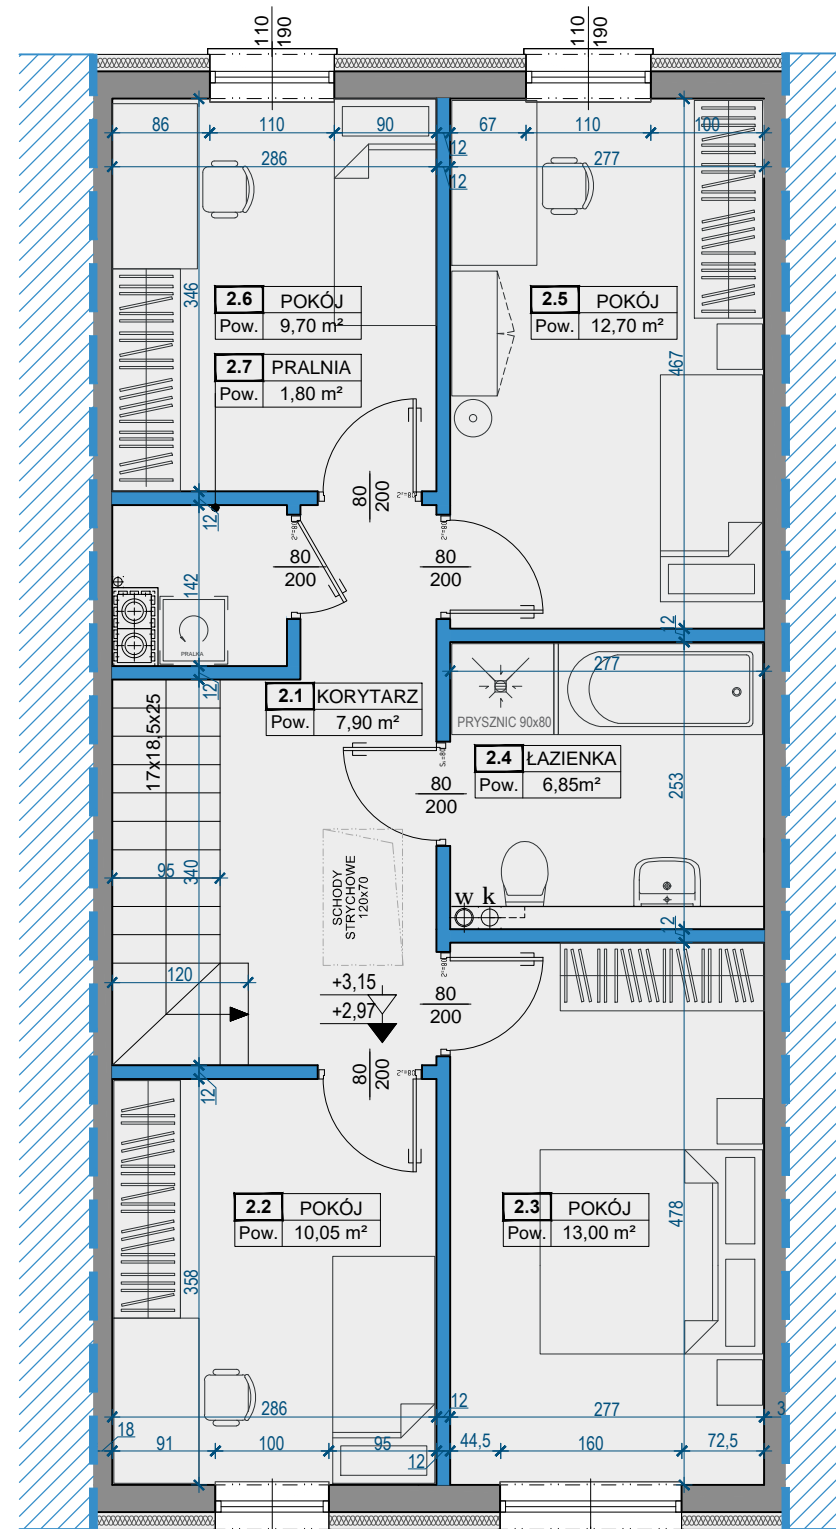 110
190
110
190
86
110
90
12
67
110
100
286
12
277
346
2.6 POKÓJ
Pow. 9,70 m²
2.5 POKÓJ
Pow. 12,70 m²
2.7 PRALNIA
Pow. 1,80 m²
467
80
200
12
80
200
80
200
142
PRALKA
12
12
277
2.1 KORYTARZ
Pow. 7,90 m²
PRYSZNIC 90x80
17x18,5x25
2.4 ŁAZIENKA
Pow. 6,85m²
80
200
253
95
340
SCHODY
STRYCHOWE
120x70
w k
12
120
+3,15
+2,97
80
200
80
200
12
2.2 POKÓJ
Pow. 10,05 m²
2.3 POKÓJ
Pow. 13,00 m²
478
358
286
12
277
3
18
91
100
95
12
44,5
160
72,5